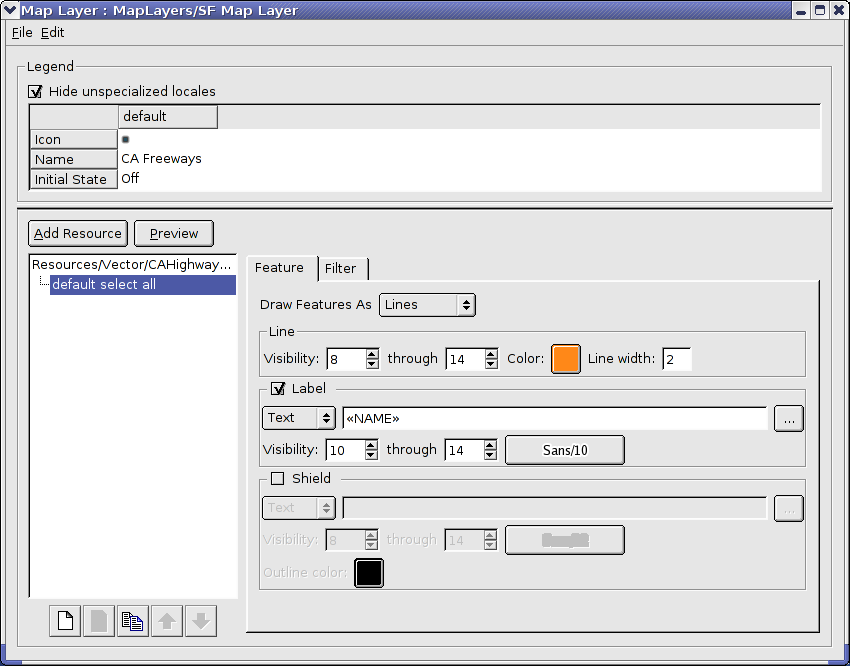 Map Layer : MapLayers/SF Map Layer
File Edit
Legend
Hide unspecialized locales
default
Icon
Name CA Freeways
Initial State Off
Add Resource Preview
Resources/Vector/CAHighway...
default select all
Feature Filter
Draw Features As Lines
Line
Visibility: 8 through 14 Color: Line width: 2
Label
Text «NAME» ...
Visibility: 10 through 14 Sans/10
Shield
Text ...
Visibility: 8 through 14
Outline color: